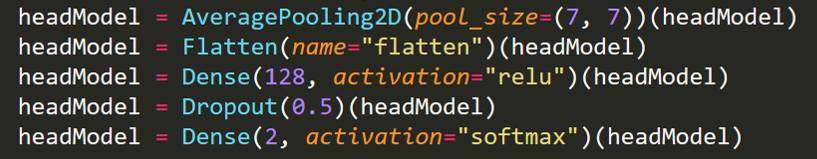 headModel = AveragePooling2D(pool_size=(7, 7))(headModel)
headModel = Flatten(name="flatten")(headModel)
headModel = Dense(128, activation="relu")(headModel)
headModel = Dropout(0.5)(headModel)
headModel = Dense(2, activation="softmax")(headModel)